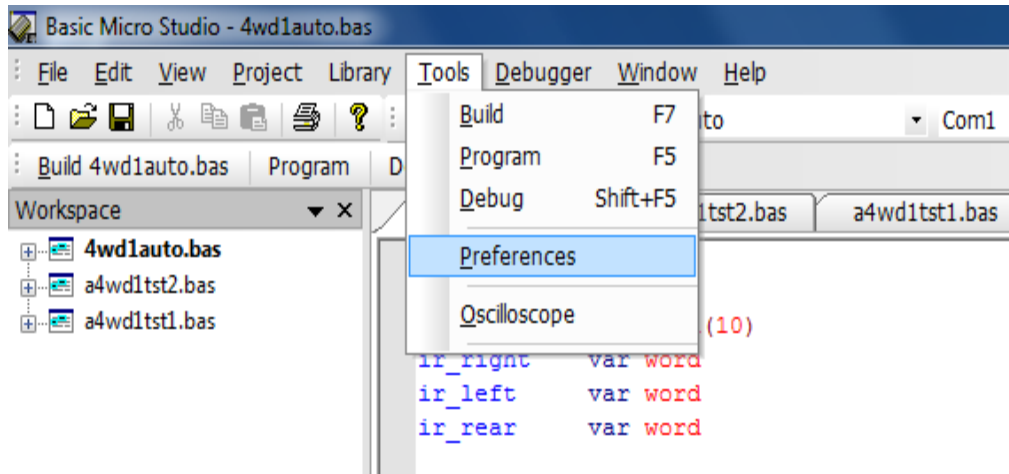 Basic Micro Studio - 4wd1auto.bas
File Edit View Project Library Tools Debugger Window Help
Build F7
Com1
Program F5
Build 4wd1auto.bas Program
Debug Shift+F5
Workspace
1tst2.bas a4wd1tst1.bas
4wd1auto.bas
Preferences
a4wd1tst2.bas
a4wd1tst1.bas
Oscilloscope
(10)
ir_right var word
ir_left var word
ir_rear var word